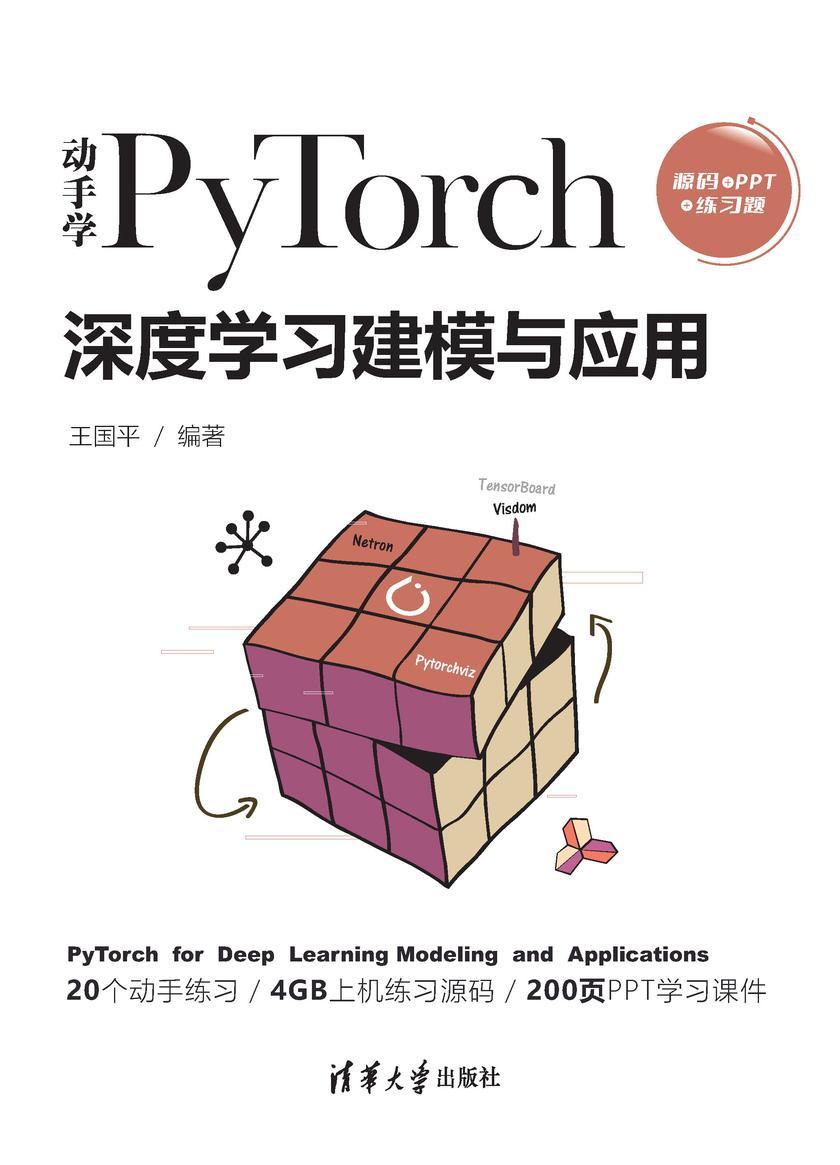 动手学
PyTorch
源码+PPT
+练习题
深度学习建模与应用
王国平 / 编著
TensorBoard
Visdom
Netron
Pytorchviz
PyTorch for Deep Learning Modeling and Applications
20个动手练习 / 4GB上机练习源码 / 200页PPT学习课件
清华大学出版社